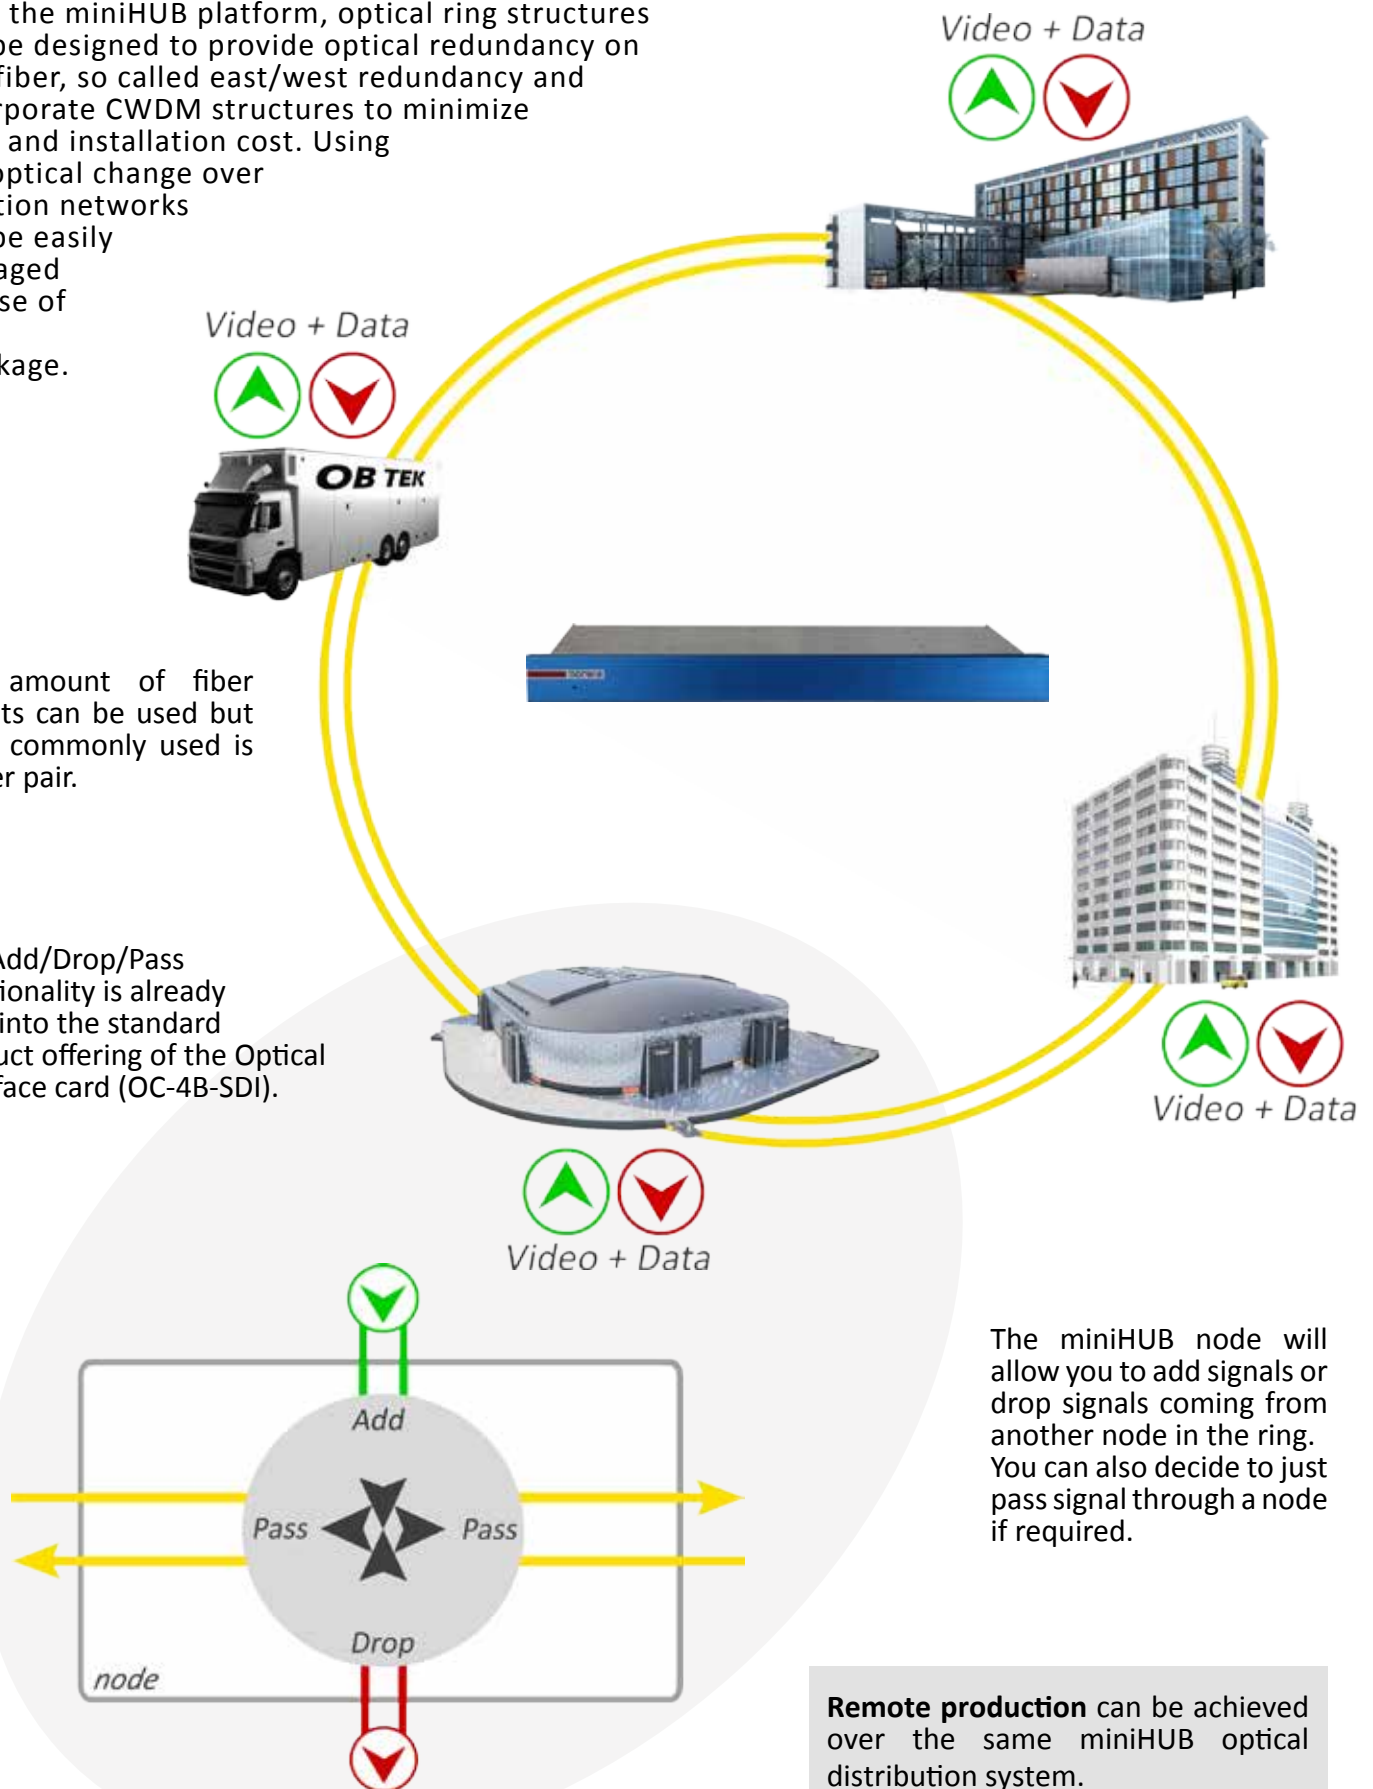 the miniHUB platform, optical ring structures
be designed to provide optical redundancy on
fiber, so called east/west redundancy and
rporate CWDM structures to minimize
and installation cost. Using
optical change over
tion networks
be easily
aged
se of
kage.
Video + Data
Video + Data
OB TEK
amount of fiber
ts can be used but
commonly used is
er pair.
Add/Drop/Pass
tionality is already
into the standard
uct offering of the Optical
face card (OC-4B-SDI).
Video + Data
Video + Data
Add
Pass
Pass
Drop
node
The miniHUB node will
allow you to add signals or
drop signals coming from
another node in the ring.
You can also decide to just
pass signal through a node
if required.
Remote production can be achieved
over the same miniHUB optical
distribution system.